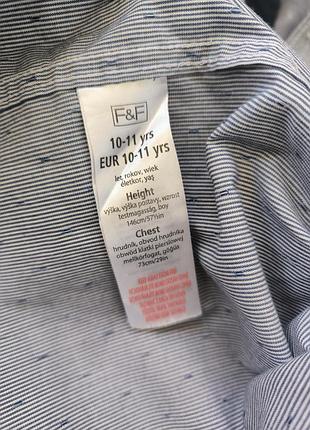 F&F
10-11 yrs
EUR 10-11 yrs
let, rokov, wiek
életkor, yaş
Height
výška, výška postavy, wzrost
testmagasság, boy
146cm/57½in
Chest
hrudník, obvod hrudníka
obwód klatki piersiowej
mellkörfogat, göğüs
73cm/29in